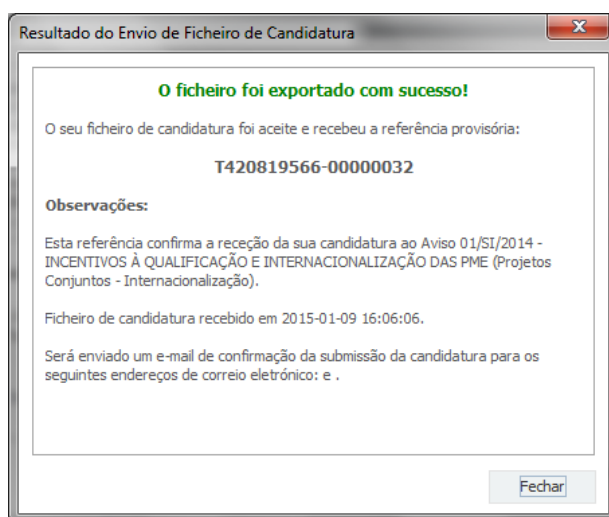 Resultado do Envio de Ficheiro de Candidatura
O ficheiro foi exportado com sucesso!
O seu ficheiro de candidatura foi aceite e recebeu a referência provisória:
T420819566-00000032
Observações:
Esta referência confirma a receção da sua candidatura ao Aviso 01/SI/2014 -
INCENTIVOS À QUALIFICAÇÃO E INTERNACIONALIZAÇÃO DAS PME (Projetos
Conjuntos - Internacionalização).
Ficheiro de candidatura recebido em 2015-01-09 16:06:06.
Será enviado um e-mail de confirmação da submissão da candidatura para os
seguintes endereços de correio eletrónico: e .
Fechar